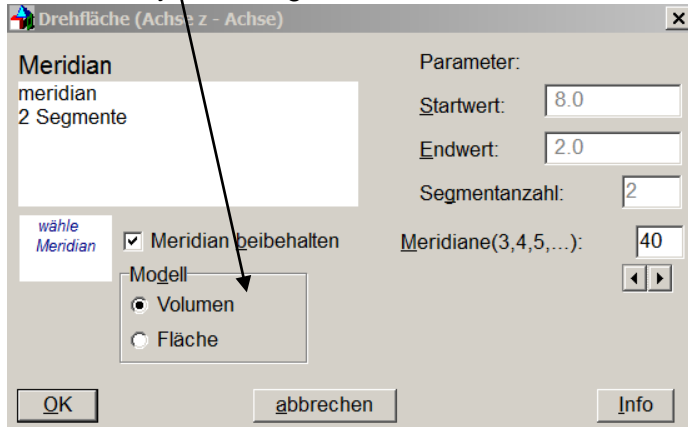 Drehfläche (Achse z - Achse)
Meridian
meridian
2 Segmente
Parameter:
Startwert: 8.0
Endwert: 2.0
Segmentanzahl: 2
wähle
Meridian
Meridian beibehalten
Meridiane(3,4,5,...): 40
Modell
Volumen
Fläche
OK
abbrechen
Info